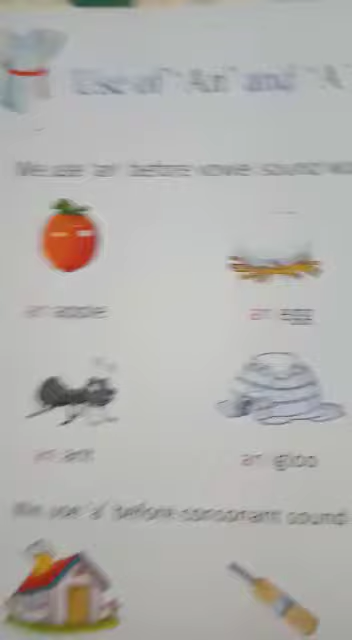 Use of 'An' and 'A
We use 'an' before vowel sound
an apple
an egg
an ant
an igloo
We use 'a' before consonant sound